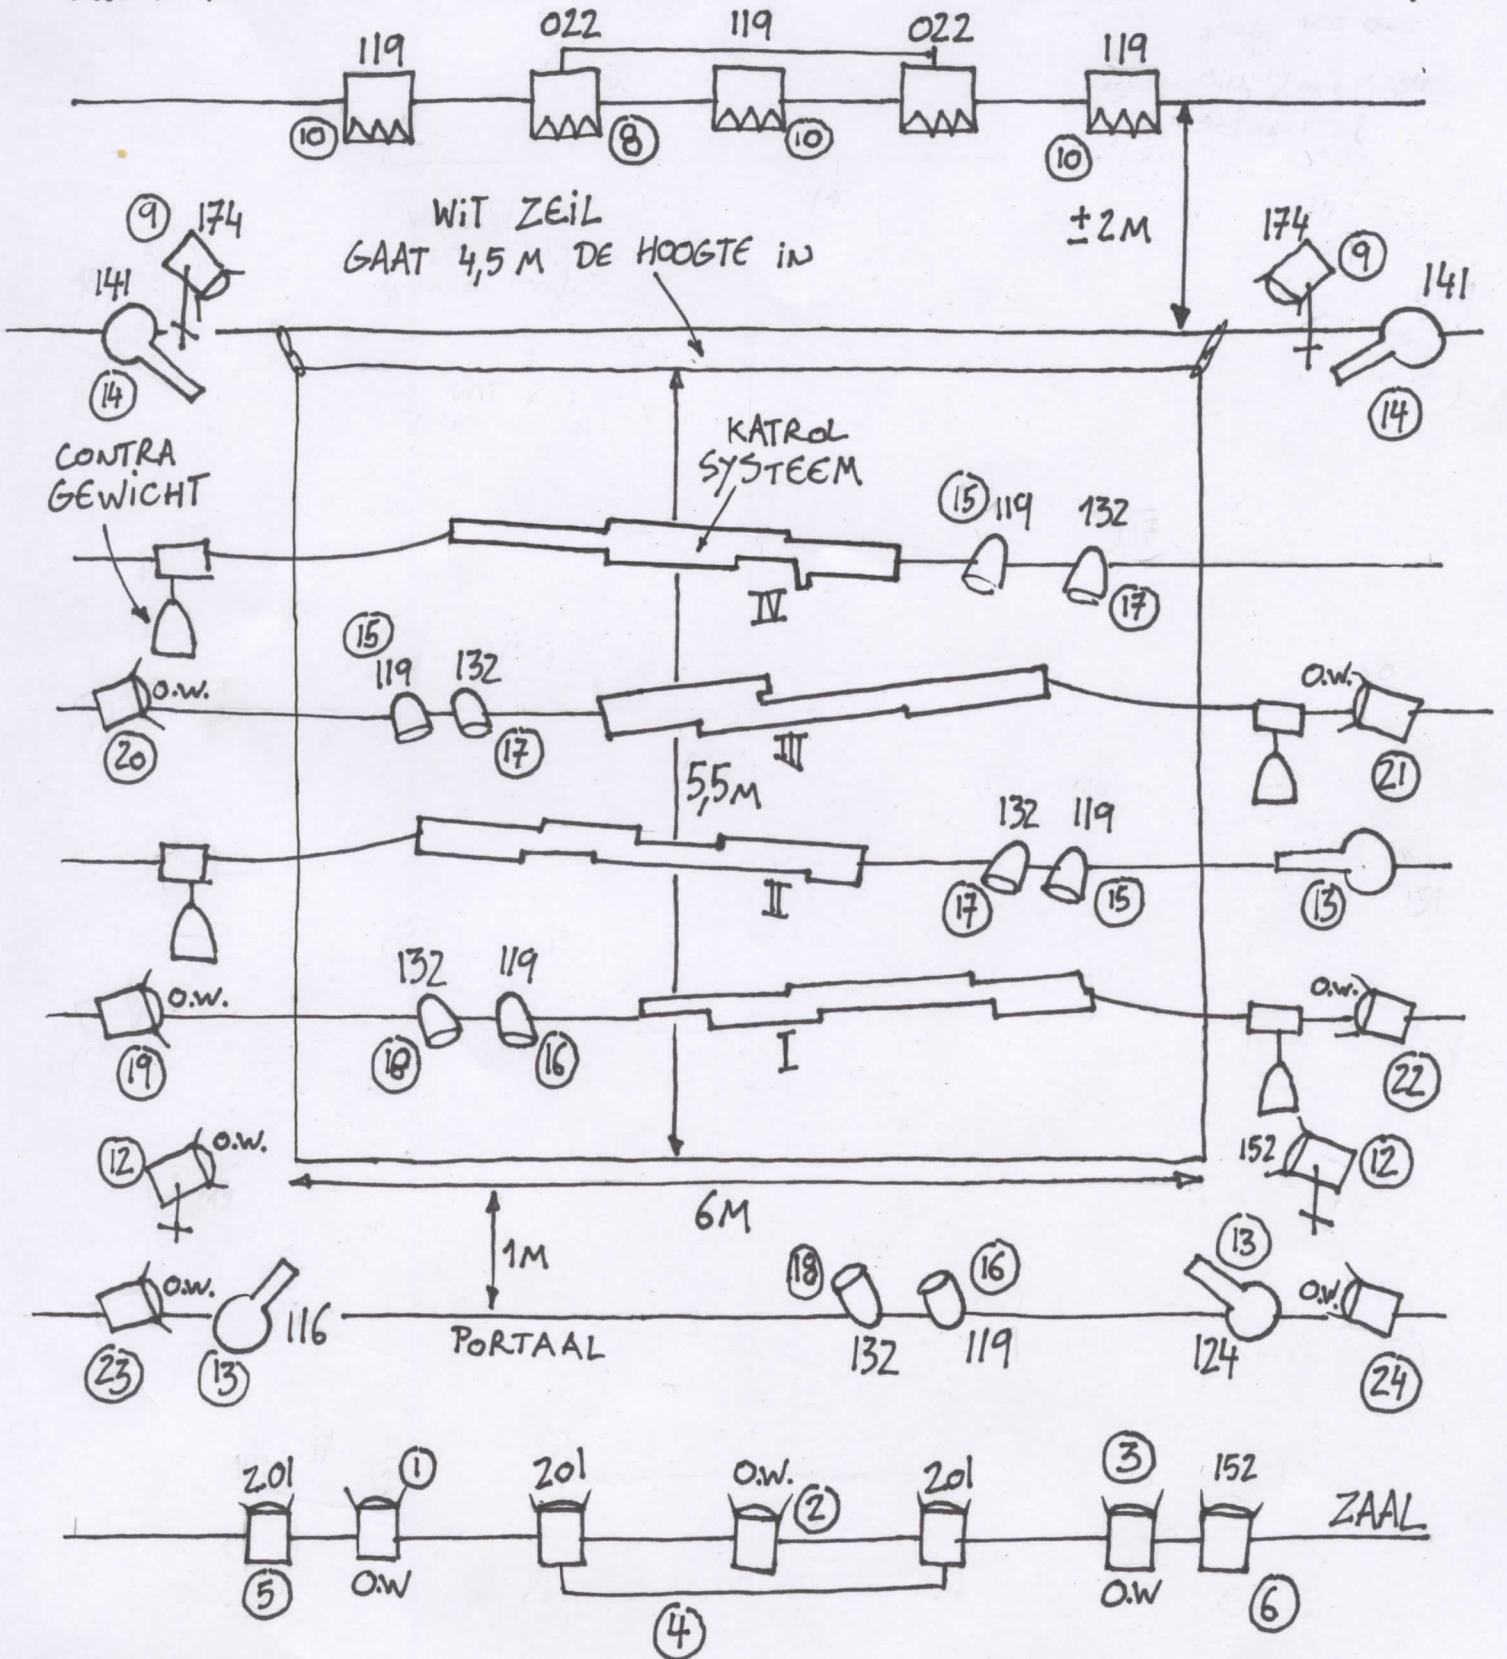 119 022 119 022 119
10 8 10 10
9 174
WiT ZEiL
GAAT 4,5 M DE HOOGTE iN
± 2M
174 9
141
141
14
14
CONTRA
GEWICHT
KATROL
SYSTEEM
15 119 132
IV
17
15
119 132
O.W.
20
17
III
O.W.
21
5,5M
132 119
II
17 15
13
132 119
O.W.
19
18 16
I
O.W.
22
12 O.W.
152 12
6M
1M
O.W.
116
23 13
PORTAAL
18 16
132 119
13
O.W.
124
24
201 1 201 O.W. 2 201 3 152
ZAAL
5 O.W O.W 6
4